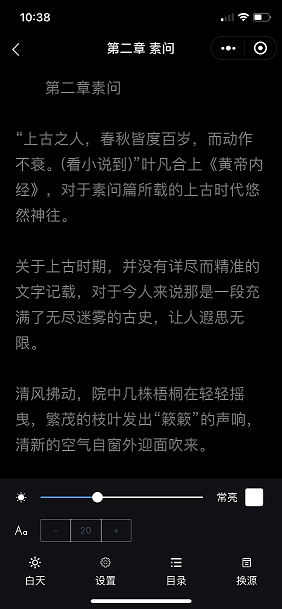 10:38
第二章 素问
第二章素问
“上古之人，春秋皆度百岁，而动作
不衰。（看小说到）”叶凡合上《黄帝内
经》，对于素问篇所载的上古时代悠
然神往。
关于上古时期，并没有详尽而精准的
文字记载，对于今人来说那是一段充
满了无尽迷雾的古史，让人遐思无
限。
清风拂动，院中几株梧桐在轻轻摇
曳，繁茂的枝叶发出“簌簌”的声响，
清新的空气自窗外迎面吹来。
常亮
Aa － 20 ＋
白天 设置 目录 换源